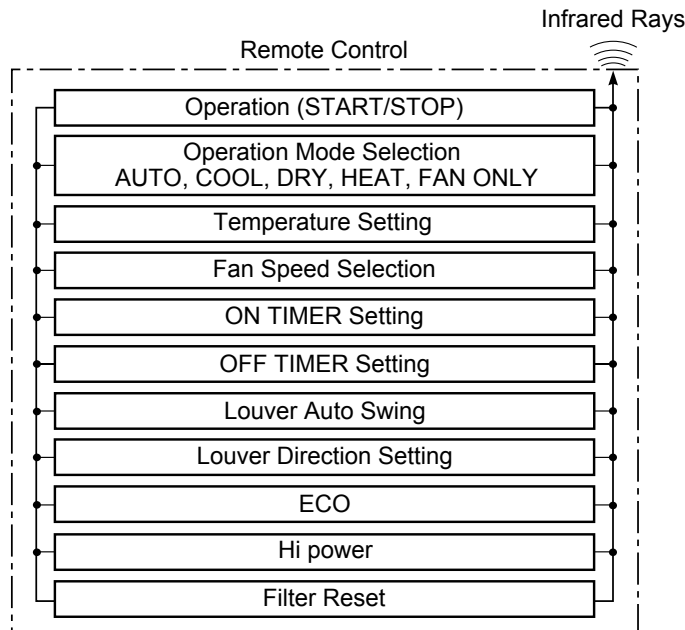 Infrared Rays
Remote Control
Operation (START/STOP)
Operation Mode Selection
AUTO, COOL, DRY, HEAT, FAN ONLY
Temperature Setting
Fan Speed Selection
ON TIMER Setting
OFF TIMER Setting
Louver Auto Swing
Louver Direction Setting
ECO
Hi power
Filter Reset